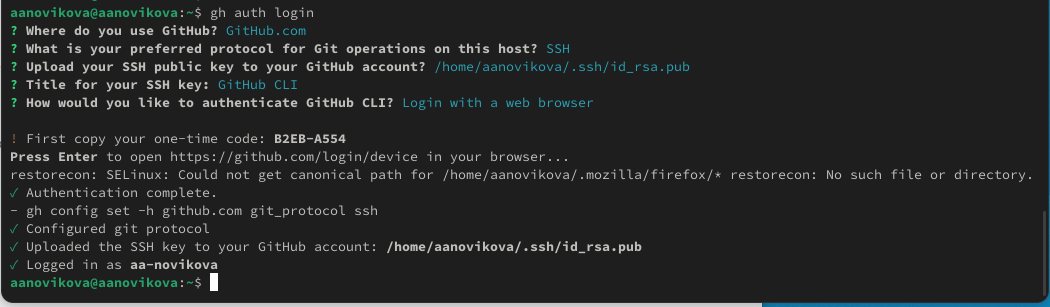 aanovikova@aanovikova:~$ gh auth login
? Where do you use GitHub? GitHub.com
? What is your preferred protocol for Git operations on this host? SSH
? Upload your SSH public key to your GitHub account? /home/aanovikova/.ssh/id_rsa.pub
? Title for your SSH key: GitHub CLI
? How would you like to authenticate GitHub CLI? Login with a web browser
! First copy your one-time code: B2EB-A554
Press Enter to open https://github.com/login/device in your browser...
restorecon: SELinux: Could not get canonical path for /home/aanovikova/.mozilla/firefox/* restorecon: No such file or directory.
✓ Authentication complete.
- gh config set -h github.com git_protocol ssh
✓ Configured git protocol
✓ Uploaded the SSH key to your GitHub account: /home/aanovikova/.ssh/id_rsa.pub
✓ Logged in as aa-novikova
aanovikova@aanovikova:~$